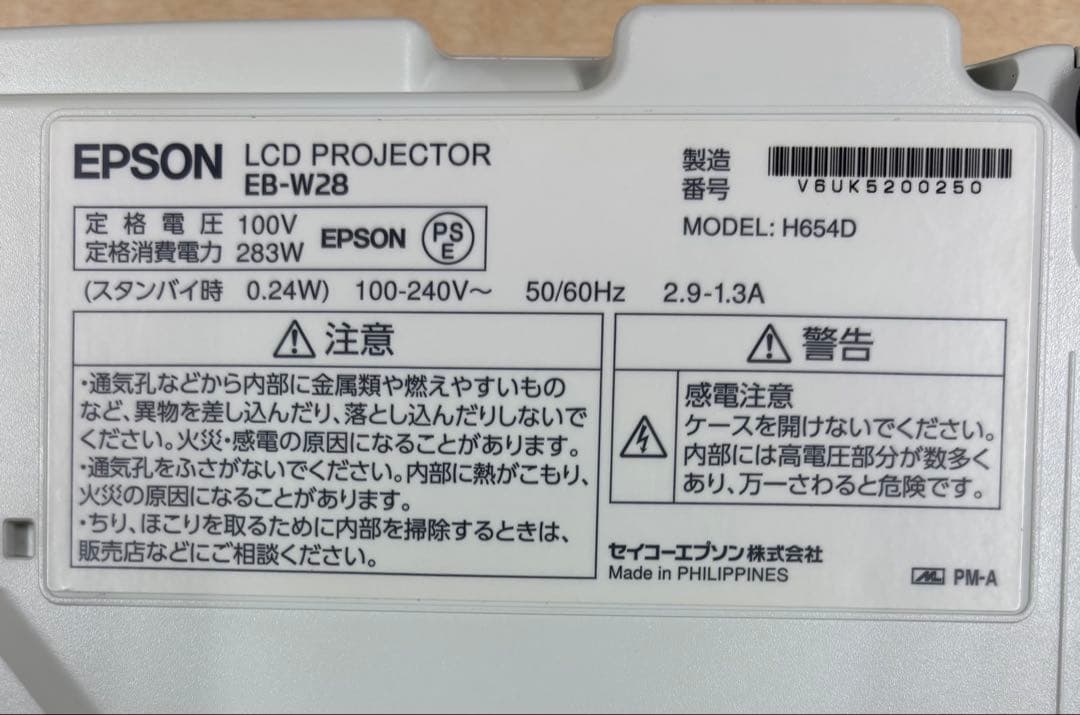 EPSON LCD PROJECTOR
EB-W28
定格電圧 100V
定格消費電力 283W
EPSON
PS
E
(スタンバイ時 0.24W) 100-240V～ 50/60Hz 2.9-1.3A
製造
番号
V6UK5200250
MODEL: H654D
注意
・通気孔などから内部に金属類や燃えやすいもの
など、異物を差し込んだり、落とし込んだりしないで
ください。火災・感電の原因になることがあります。
・通気孔をふさがないでください。内部に熱がこもり、
火災の原因になることがあります。
・ちり、ほこりを取るために内部を掃除するときは、
販売店などにご相談ください。
警告
感電注意
ケースを開けないでください。
内部には高電圧部分が数多く
あり、万一さわると危険です。
セイコーエプソン株式会社
Made in PHILIPPINES
PM-A